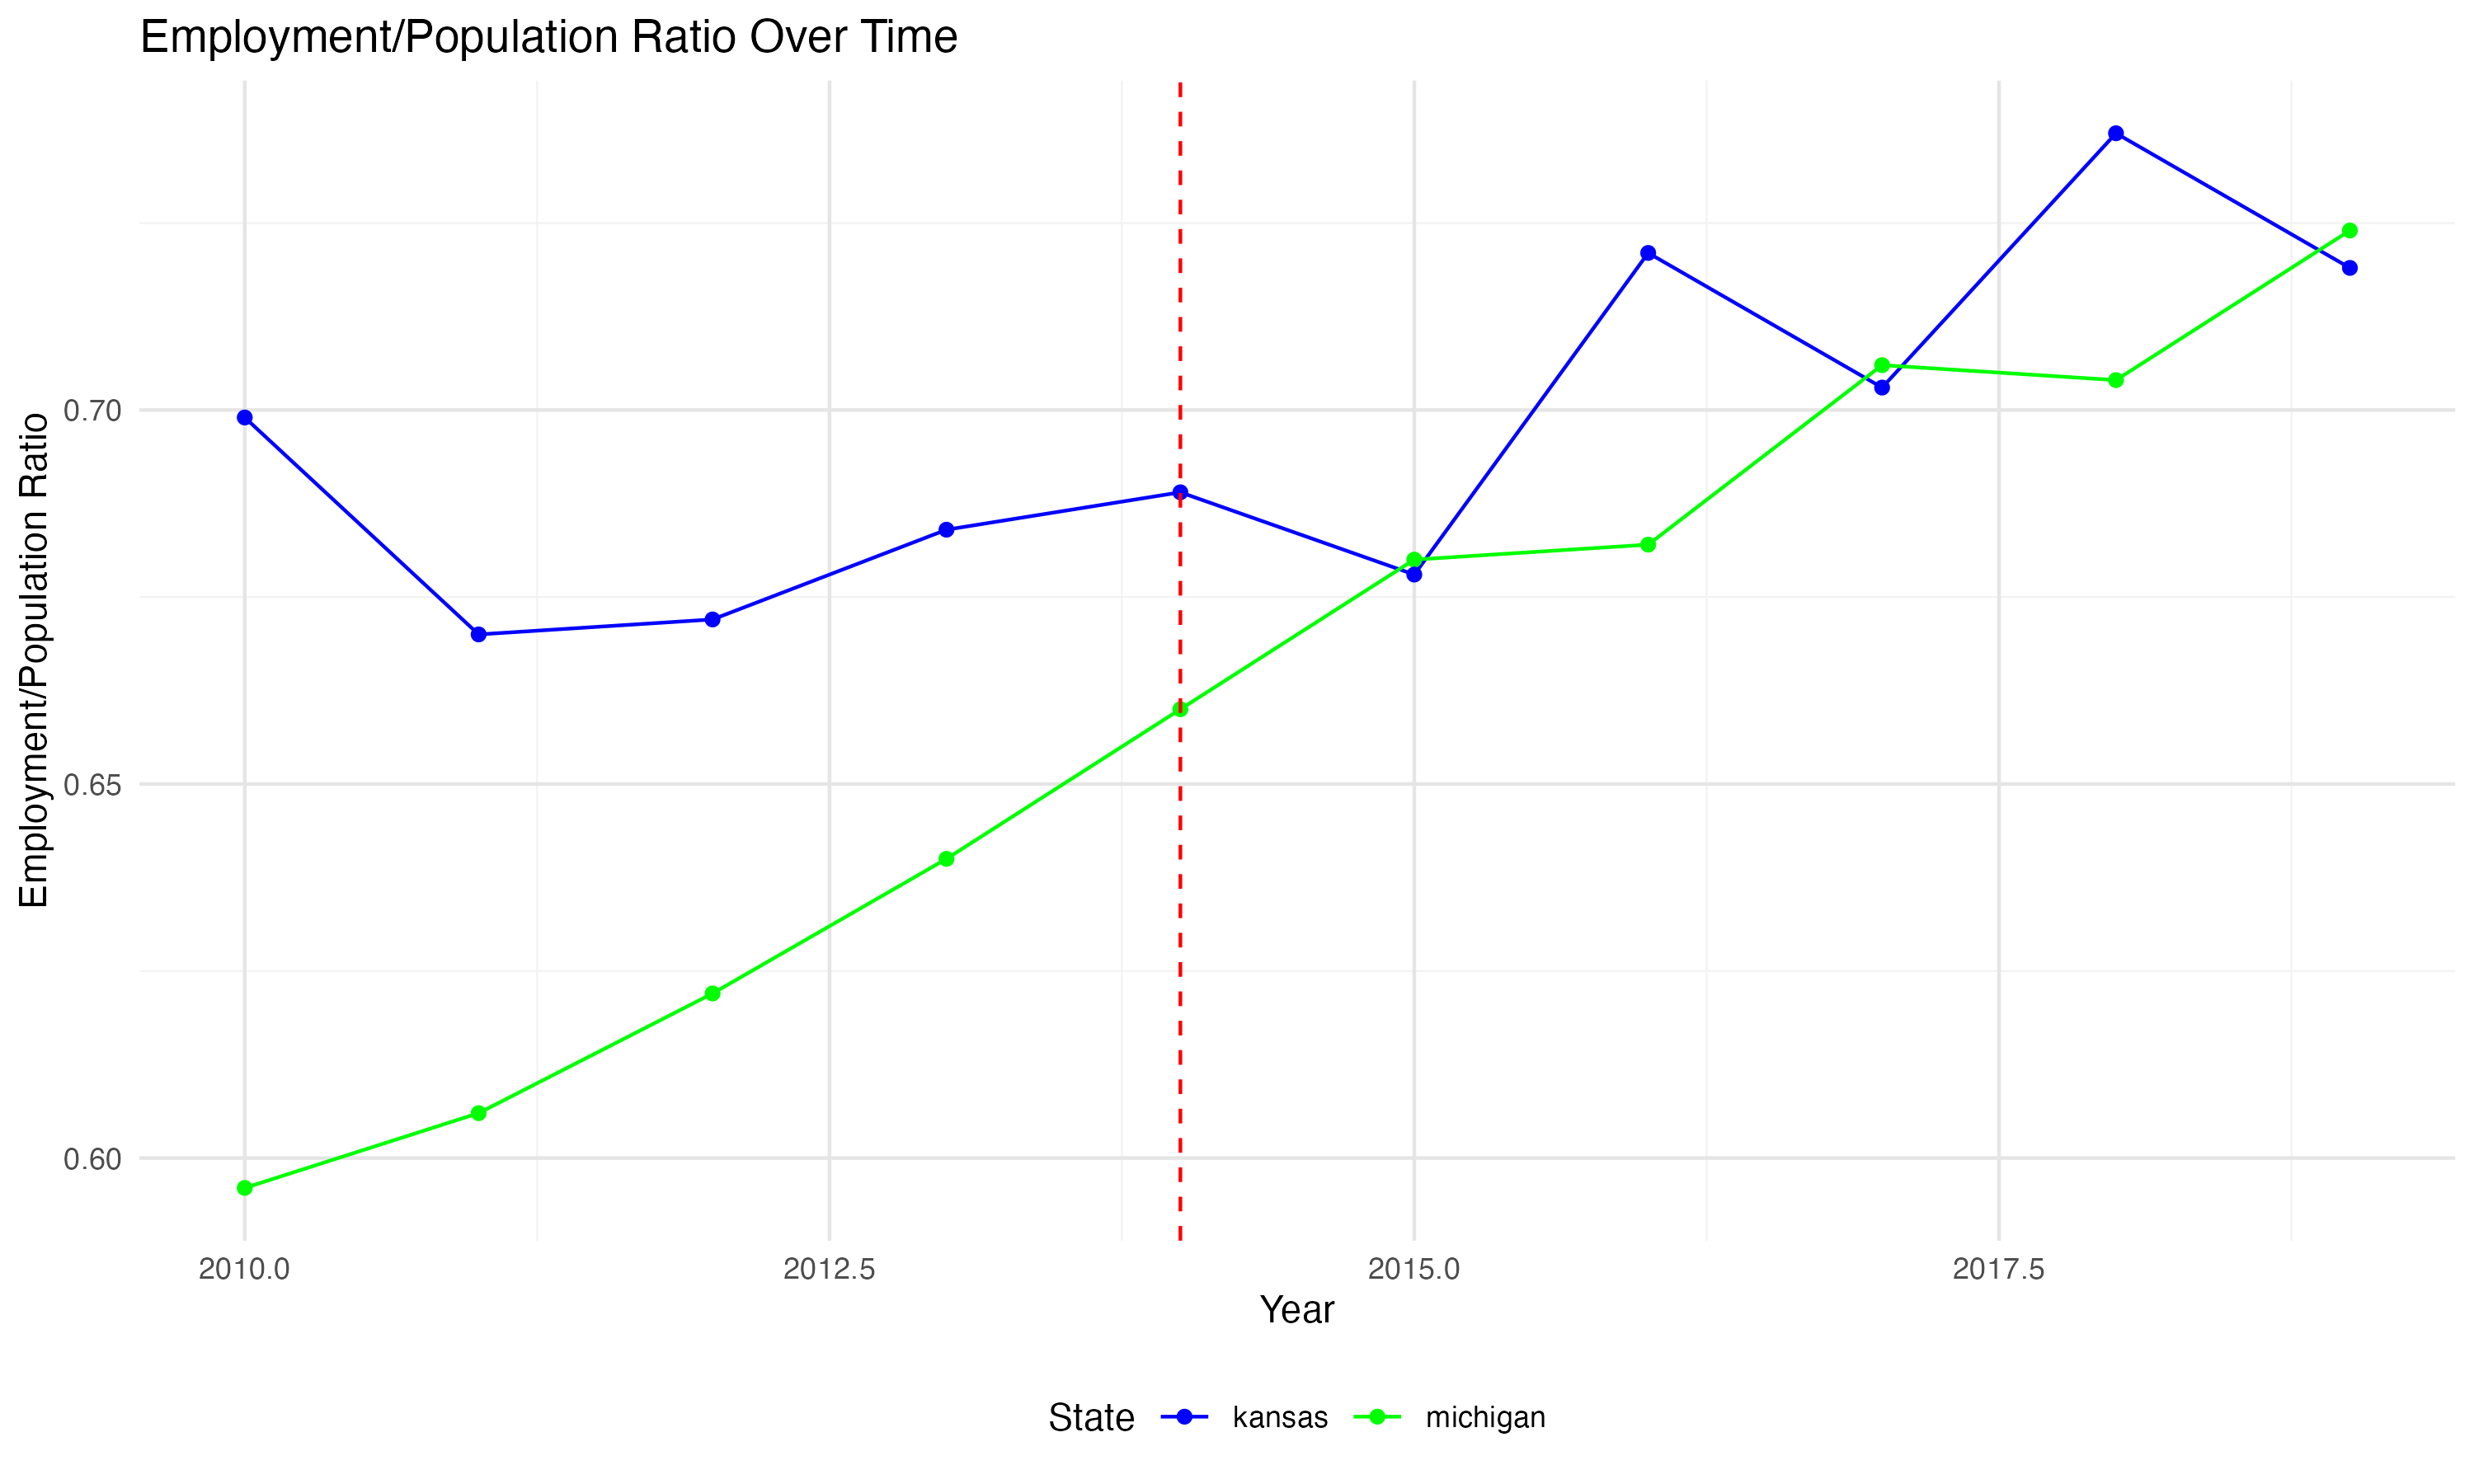 Employment/Population Ratio Over Time
Employment/Population Ratio
0.70
0.65
0.60
2010.0 2012.5 2015.0 2017.5
Year
State kansas michigan